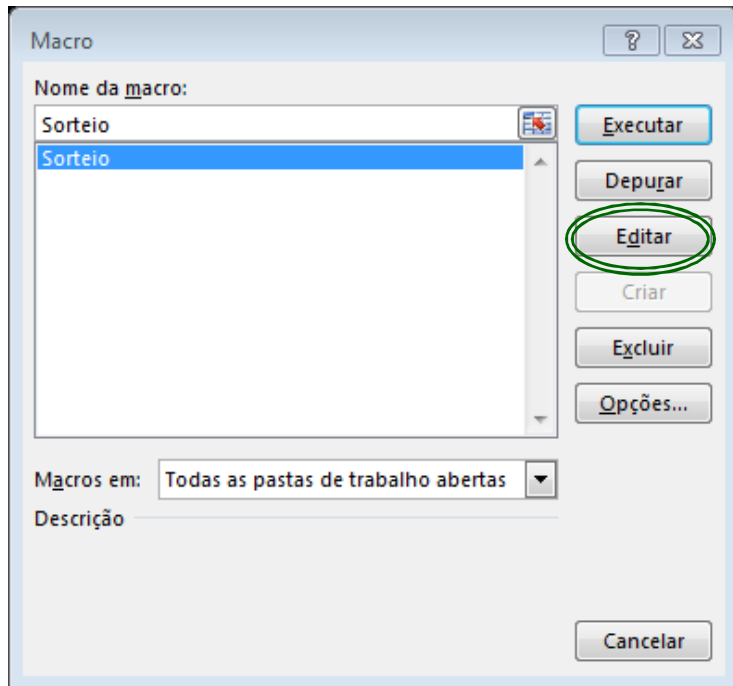 Macro
Nome da macro:
Sorteio
Sorteio
Executar
Depurar
Editar
Criar
Excluir
Opções...
Macros em: Todas as pastas de trabalho abertas
Descrição
Cancelar